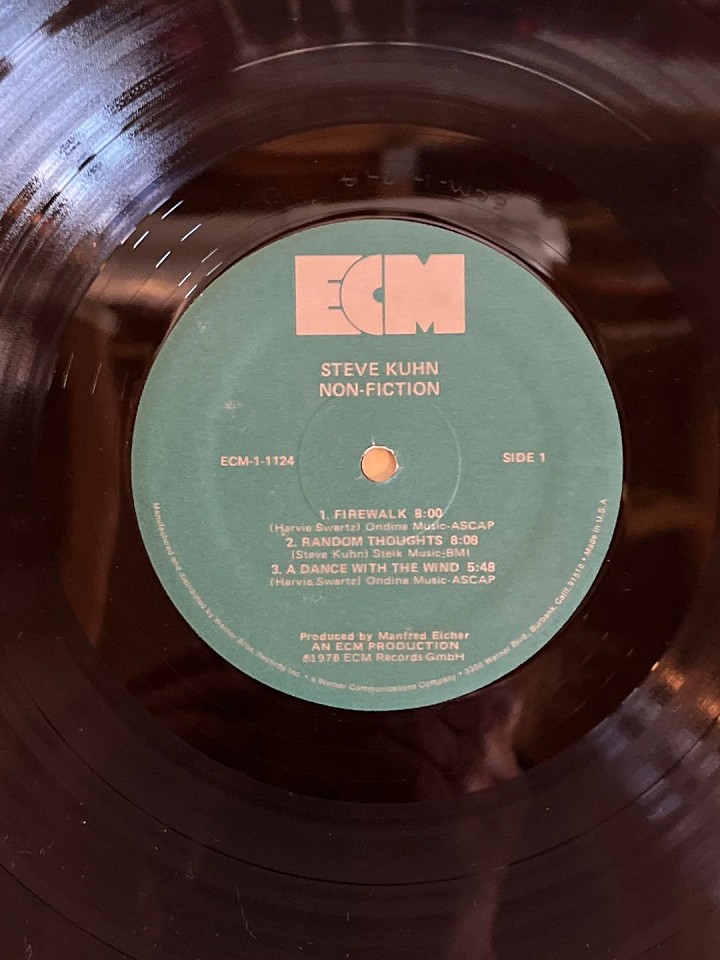 ECM
STEVE KUHN
NON-FICTION
ECM-1-1124
SIDE 1
1. FIREWALK 8:00
(Harvie Swartz) Ondine Music-ASCAP
2. RANDOM THOUGHTS 8:08
(Steve Kuhn) Steik Music-BMI
3. A DANCE WITH THE WIND 5:48
(Harvie Swartz) Ondine Music-ASCAP
Produced by Manfred Eicher
AN ECM PRODUCTION
℗1978 ECM Records GmbH
Manufactured and distributed by Warner Bros. Records Inc. • A Warner Communications Company • 3300 Warner Blvd., Burbank, Calif. 91510 • Made in U.S.A.